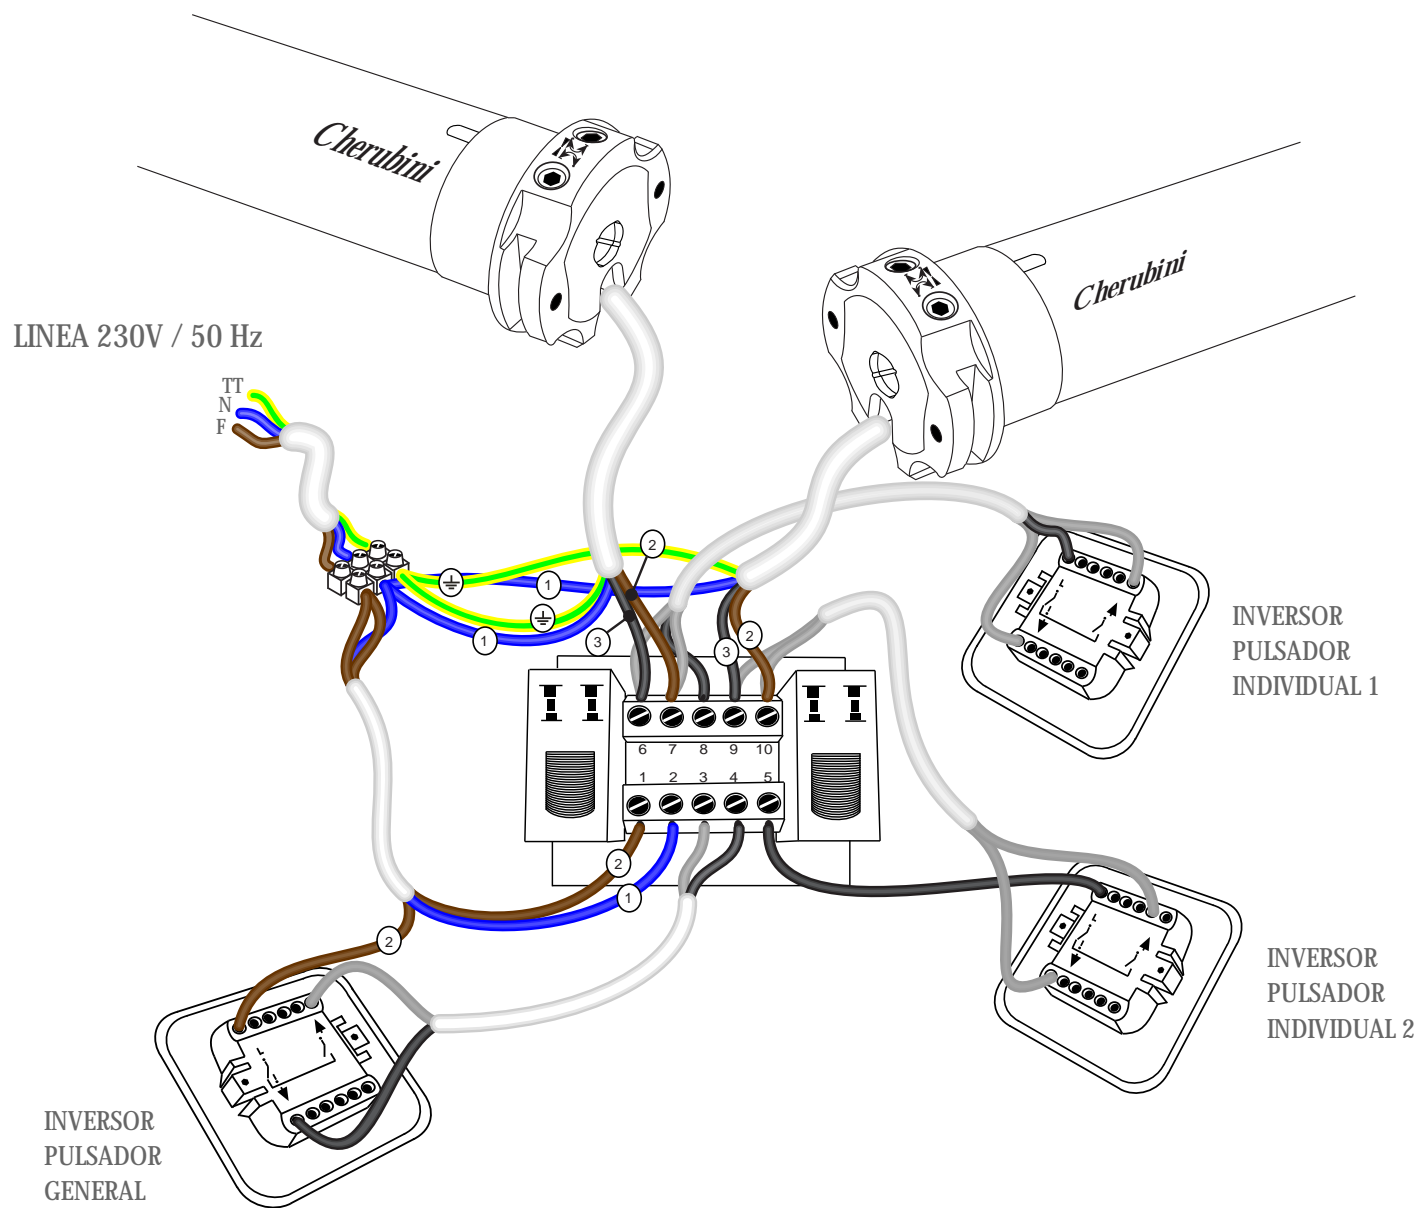 Cherubini
Cherubini
LINEA 230V / 50 Hz
TT
N
F
2
1
1
3
3
2
INVERSOR
PULSADOR
INDIVIDUAL 1
6 7 8 9 10
1 2 3 4 5
2
1
2
L
L
L
INVERSOR
PULSADOR
INDIVIDUAL 2
INVERSOR
PULSADOR
GENERAL